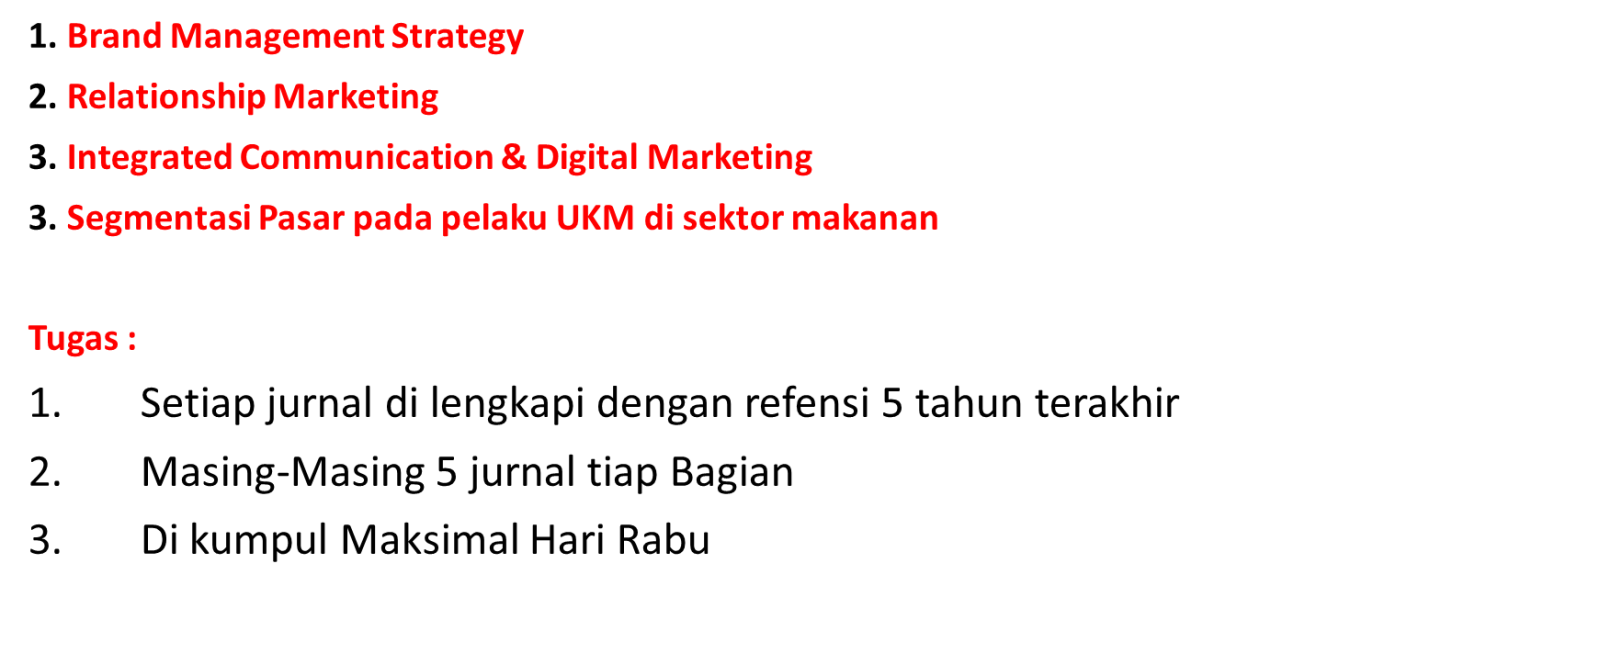 1. Brand Management Strategy
2. Relationship Marketing
3. Integrated Communication & Digital Marketing
3. Segmentasi Pasar pada pelaku UKM di sektor makanan
Tugas :
1. Setiap jurnal di lengkapi dengan refensi 5 tahun terakhir
2. Masing-Masing 5 jurnal tiap Bagian
3. Di kumpul Maksimal Hari Rabu